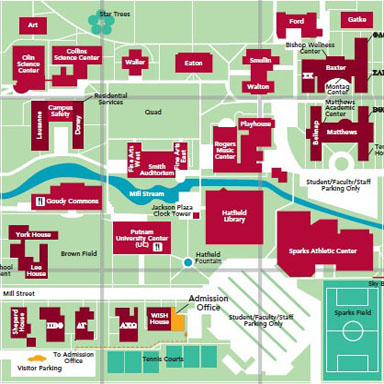 Star Trees
Art
Ford
Gatke
Bishop Wellness
Center
Olin
Science
Center
Collins
Science Center
Waller
Eaton
Smullin
Walton
Baxter
Montag
Center
Residential
Services
Matthews
Academic
Center
Lausanne
Campus
Safety
Doney
Quad
Playhouse
Belknap
Matthews
Fine Arts
West
Fine Arts
East
Smith
Auditorium
Rogers
Music
Center
Mill Stream
Student/Faculty/Staff
Parking Only
Goudy Commons
Jackson Plaza
Clock Tower
Hatfield
Library
York House
Lee
House
Brown Field
Putnam
University Center
(UC)
Hatfield
Fountain
Sparks Athletic Center
Mill Street
Shepard
House
WISH
House
Admission
Office
Student/Faculty/Staff
Parking Only
Sparks Field
To Admission
Office
Visitor Parking
Tennis Courts